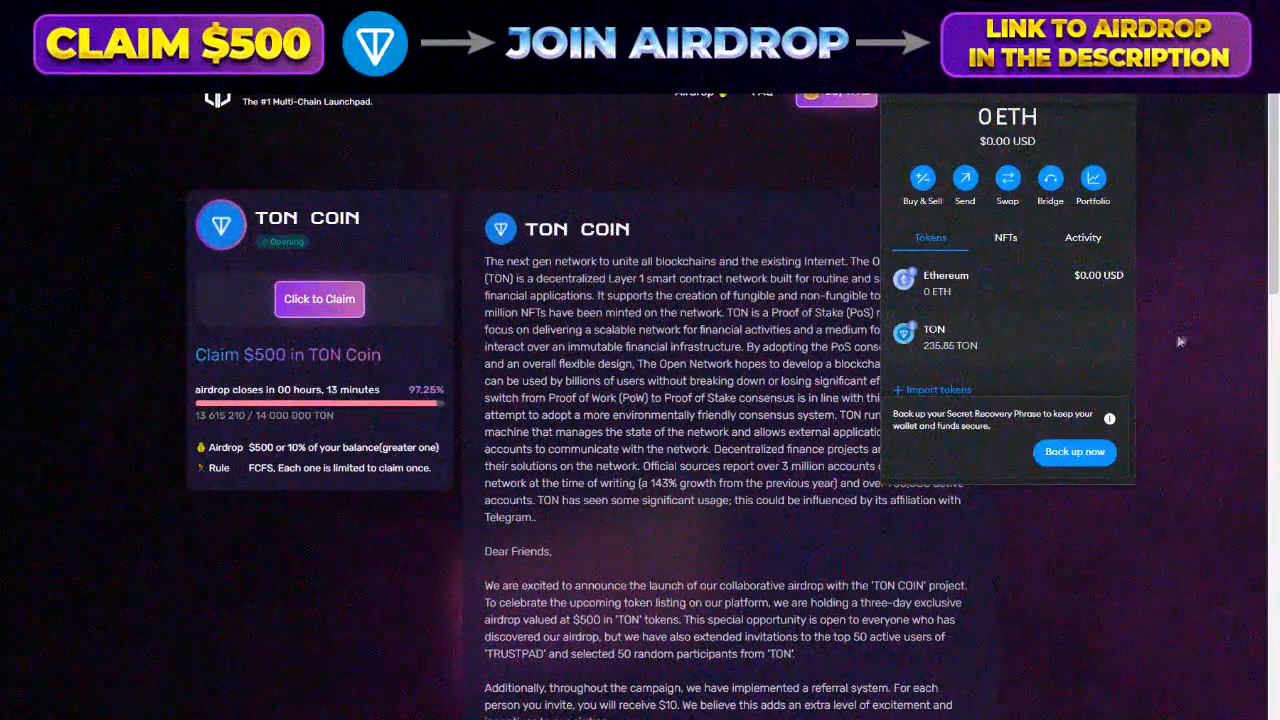 CLAIM $500
JOIN AIRDROP
LINK TO AIRDROP
IN THE DESCRIPTION
The #1 Multi-Chain Launchpad.
TON COIN
Opening
Click to Claim
Claim $500 in TON Coin
airdrop closes in 00 hours, 13 minutes 97.25%
13 615 210 / 14 000 000 TON
Airdrop $500 or 10% of your balance(greater one)
Rule FCFS, Each one is limited to claim once.
TON COIN
The next gen network to unite all blockchains and the existing Internet. The O
(TON) is a decentralized Layer 1 smart contract network built for routine and s
financial applications. It supports the creation of fungible and non-fungible to
million NFTs have been minted on the network. TON is a Proof of Stake (PoS)
focus on delivering a scalable network for financial activities and a medium fo
interact over an immutable financial infrastructure. By adopting the PoS cons
and an overall flexible design, The Open Network hopes to develop a blockcha
can be used by billions of users without breaking down or losing significant ef
switch from Proof of Work (PoW) to Proof of Stake consensus is in line with thi
attempt to adopt a more environmentally friendly consensus system. TON run
machine that manages the state of the network and allows external applicatio
accounts to communicate with the network. Decentralized finance projects a
their solutions on the network. Official sources report over 3 million accounts
network at the time of writing (a 143% growth from the previous year) and over active
accounts. TON has seen some significant usage; this could be influenced by its affiliation with
Telegram..
Dear Friends,
We are excited to announce the launch of our collaborative airdrop with the 'TON COIN' project.
To celebrate the upcoming token listing on our platform, we are holding a three-day exclusive
airdrop valued at $500 in 'TON' tokens. This special opportunity is open to everyone who has
discovered our airdrop, but we have also extended invitations to the top 50 active users of
'TRUSTPAD' and selected 50 random participants from 'TON'.
Additionally, throughout the campaign, we have implemented a referral system. For each
person you invite, you will receive $10. We believe this adds an extra level of excitement and
0 ETH
$0.00 USD
Buy & Sell Send Swap Bridge Portfolio
Tokens NFTs Activity
Ethereum $0.00 USD
0 ETH
TON
235.85 TON
+ Import tokens
Back up your Secret Recovery Phrase to keep your
wallet and funds secure.
Back up now